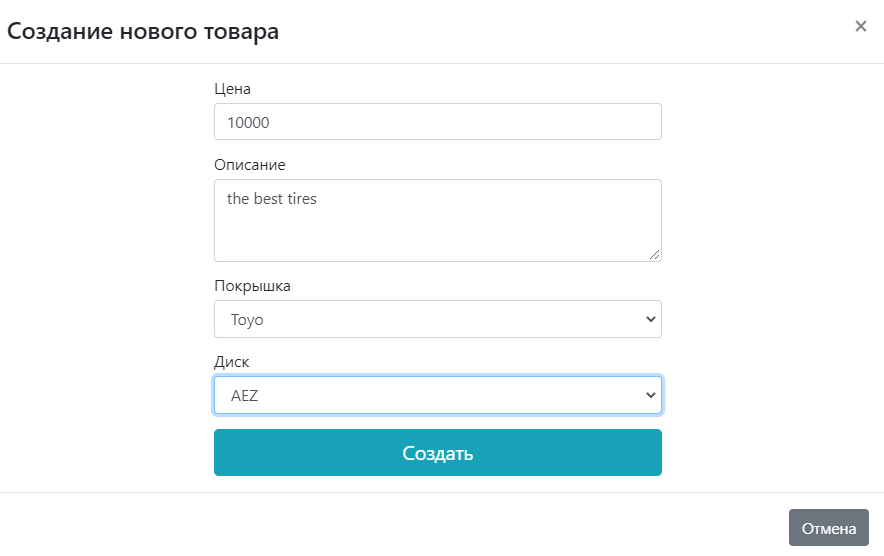 Создание нового товара
×
Цена
10000
Описание
the best tires
Покрышка
Toyo
Диск
AEZ
Создать
Отмена